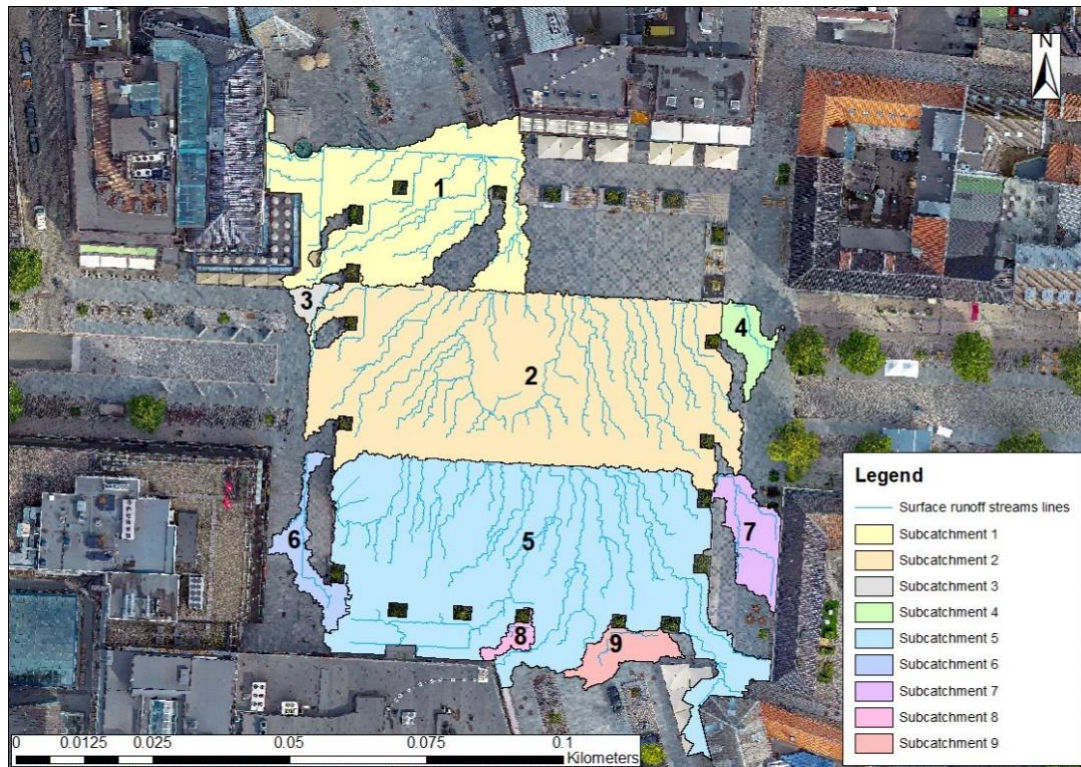 N
1
3
4
2
5
6
7
8
9
Legend
Surface runoff streams lines
Subcatchment 1
Subcatchment 2
Subcatchment 3
Subcatchment 4
Subcatchment 5
Subcatchment 6
Subcatchment 7
Subcatchment 8
Subcatchment 9
0 0.0125 0.025 0.05 0.075 0.1
Kilometers